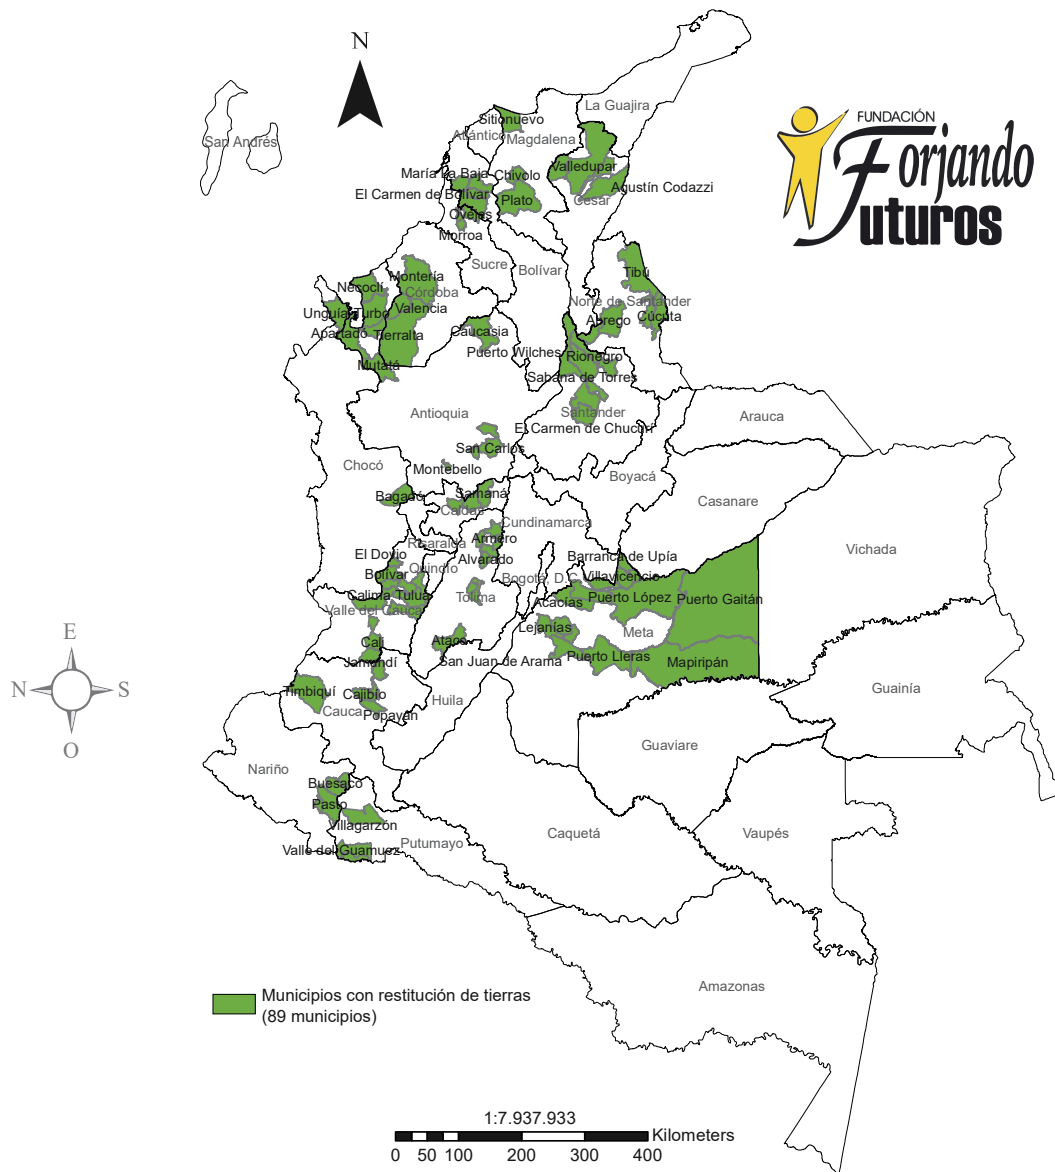 N
San Andrés
La Guajira
Sitionuevo
Atlántico
Magdalena
FUNDACIÓN
Forjando
Futuros
María La Baja
Chivolo
Valledupar
El Carmen de Bolívar
Plato
Agustín Codazzi
Cesar
Ovejas
Morroa
Sucre
Bolívar
Tibú
Montería
Necoclí
Córdoba
Norte de Santander
Valencia
Unguía
Turbo
Abrego
Cúcuta
Apartadó
Tierralta
Caucasia
Puerto Wilches
Rionegro
Mutatá
Sabana de Torres
Antioquia
Santander
Arauca
El Carmen de Chucurí
San Carlos
Chocó
Montebello
Boyacá
Bagadó
Samaná
Casanare
Caldas
Cundinamarca
Risaralda
Armero
Vichada
El Dovio
Alvarado
Barranca de Upía
Bolívar
Quindío
Bogotá, D.C.
Villavicencio
Calima
Tuluá
Tolima
Acacías
Puerto López
Puerto Gaitán
Valle del Cauca
Lejanías
Meta
E
Cali
Ataco
Jamundí
San Juan de Arama
Puerto Lleras
Mapiripán
N
S
Timbiquí
Cajibío
Huila
Guainía
Cauca
Popayán
O
Guaviare
Nariño
Buesaco
Pasto
Villagarzón
Caquetá
Vaupés
Valle del Guamuez
Putumayo
Amazonas
Municipios con restitución de tierras
(89 municipios)
1:7.937.933
Kilometers
0 50 100 200 300 400